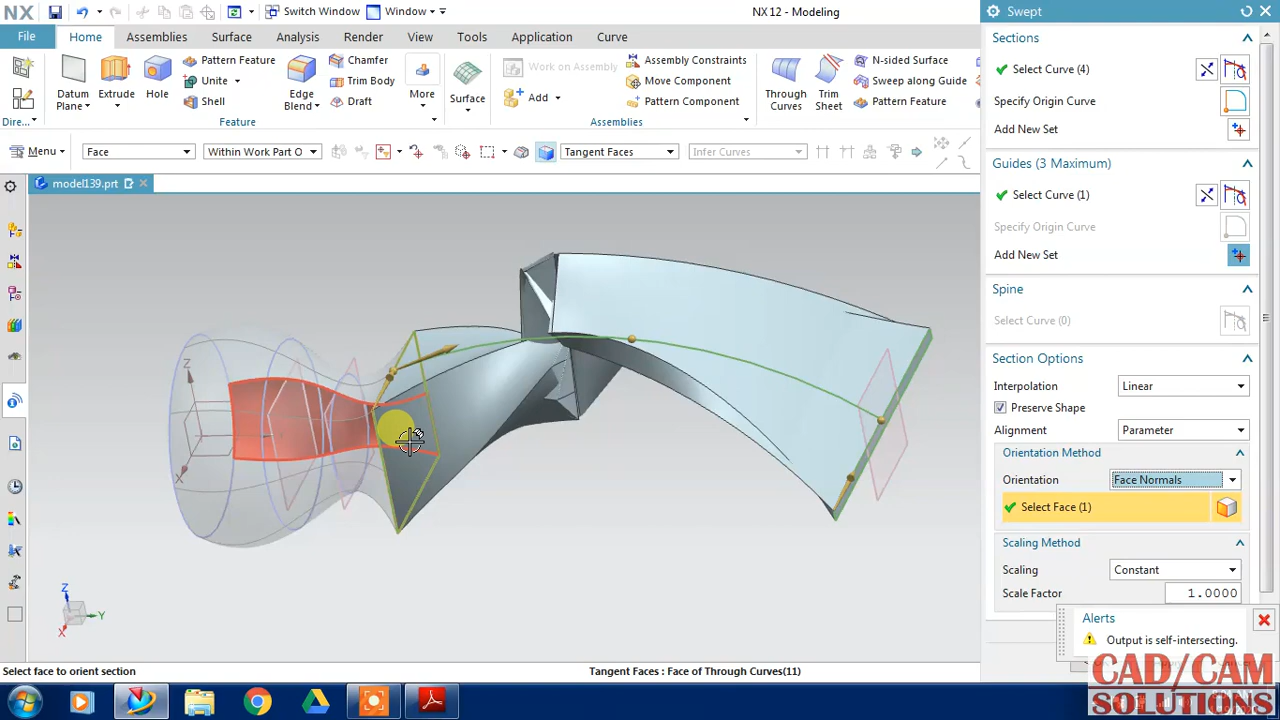 NX
Switch Window
Window
NX 12 - Modeling
Swept
File
Home
Assemblies
Surface
Analysis
Render
View
Tools
Application
Curve
Datum Plane
Extrude
Hole
Pattern Feature
Unite
Shell
Edge Blend
Chamfer
Trim Body
Draft
More
Surface
Work on Assembly
Add
Assembly Constraints
Move Component
Pattern Component
Through Curves
Trim Sheet
N-sided Surface
Sweep along Guide
Pattern Feature
Dire...
Feature
Assemblies
Menu
Face
Within Work Part O
Tangent Faces
Infer Curves
model139.prt
Sections
Select Curve (4)
Specify Origin Curve
Add New Set
Guides (3 Maximum)
Select Curve (1)
Specify Origin Curve
Add New Set
Spine
Select Curve (0)
Section Options
Interpolation
Linear
Preserve Shape
Alignment
Parameter
Orientation Method
Orientation
Face Normals
Select Face (1)
Scaling Method
Scaling
Constant
Scale Factor
1.0000
Alerts
Output is self-intersecting.
Z
X
Z
Y
X
Select face to orient section
Tangent Faces : Face of Through Curves(11)
CAD/CAM
SOLUTIONS